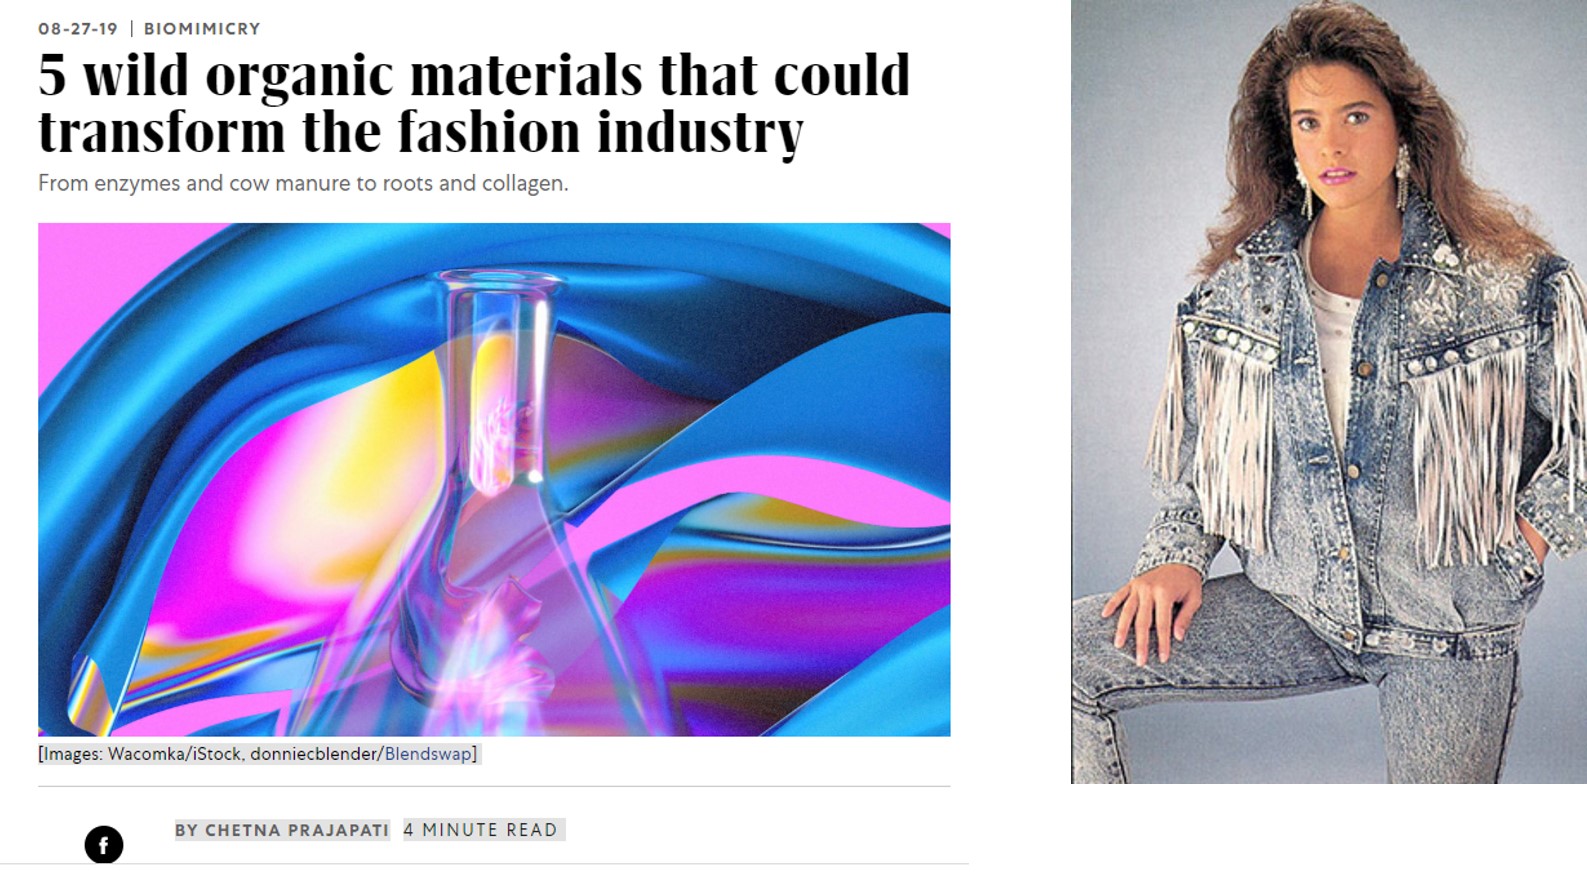 08-27-19 | BIOMIMICRY
5 wild organic materials that could
transform the fashion industry
From enzymes and cow manure to roots and collagen.
[Images: Wacomka/iStock, donniecblender/Blendswap]
f
BY CHETNA PRAJAPATI 4 MINUTE READ